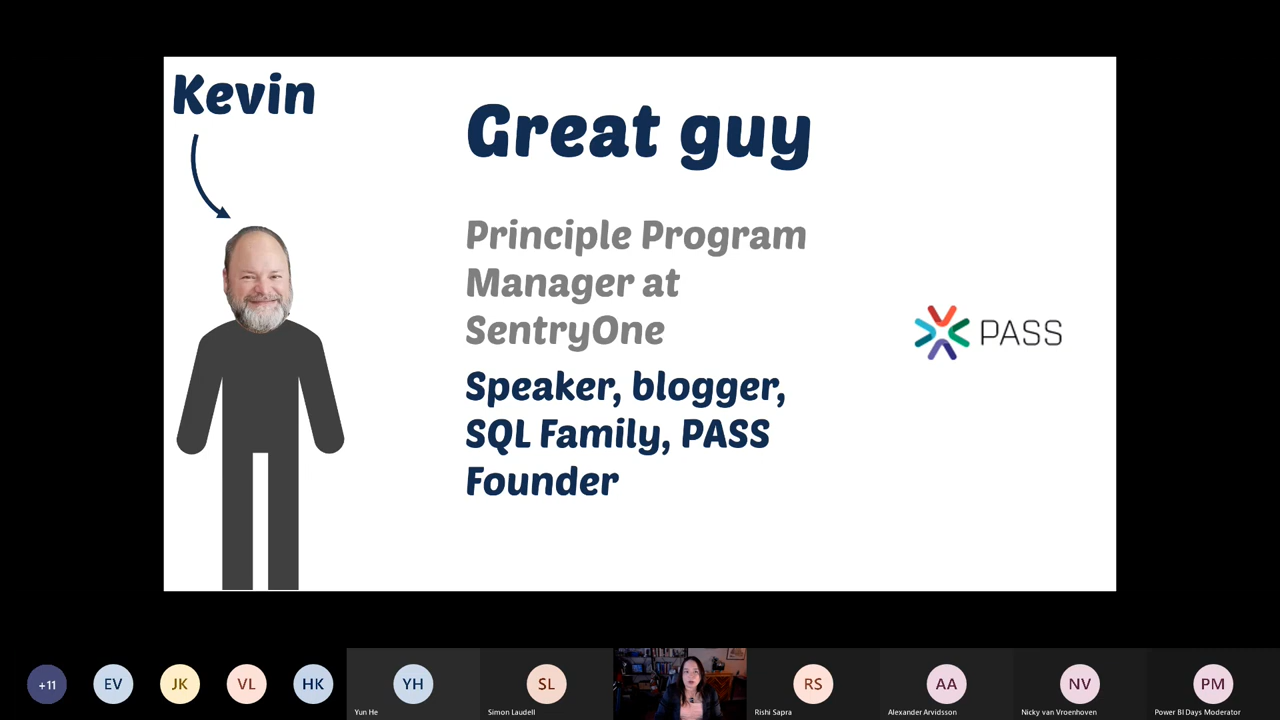 Kevin
Great guy
Principle Program
Manager at
SentryOne
Speaker, blogger,
SQL Family, PASS
Founder
PASS
+11
EV
JK
VL
HK
YH
Yun He
SL
Simon Laudell
RS
Rishi Sapra
AA
Alexander Arvidsson
NV
Nicky van Vroenhoven
PM
Power BI Days Moderator